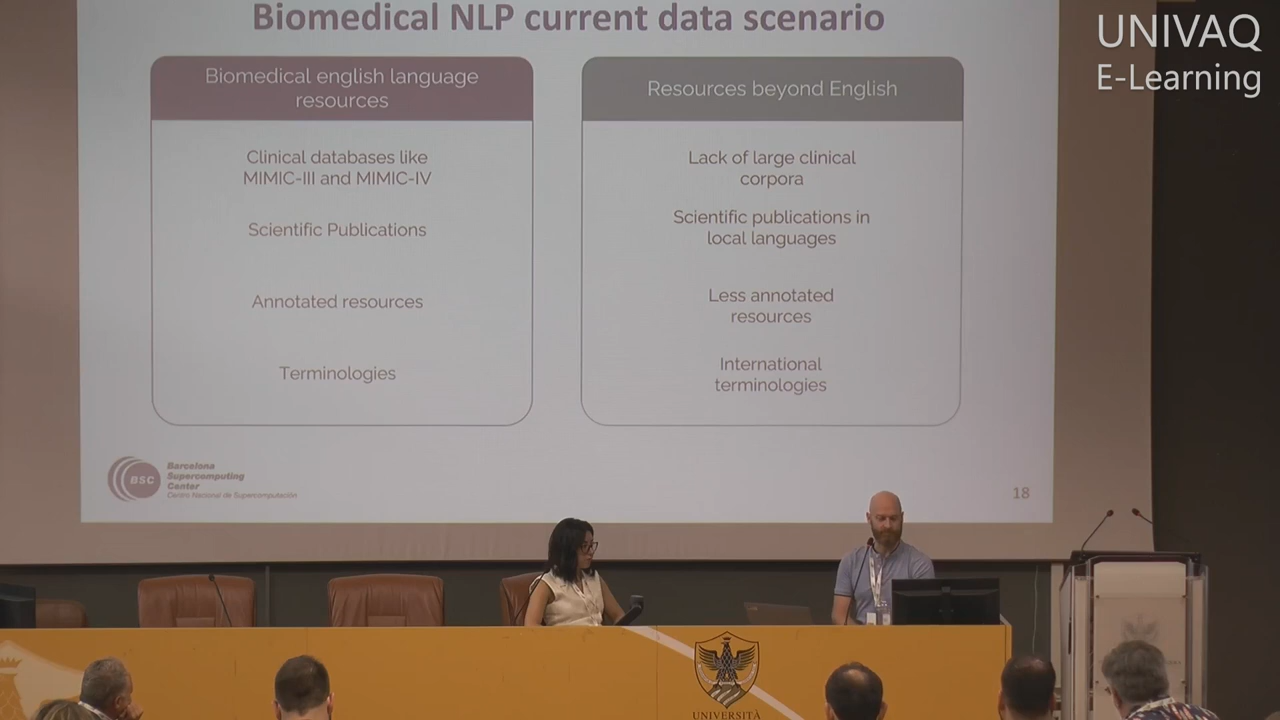 Biomedical NLP current data scenario
UNIVAQ
E-Learning
Biomedical english language
resources
Clinical databases like
MIMIC-III and MIMIC-IV
Scientific Publications
Annotated resources
Terminologies
Resources beyond English
Lack of large clinical
corpora
Scientific publications in
local languages
Less annotated
resources
International
terminologies
BSC
Barcelona
Supercomputing
Center
Centro Nacional de Supercomputación
18
UNIVERSITÀ